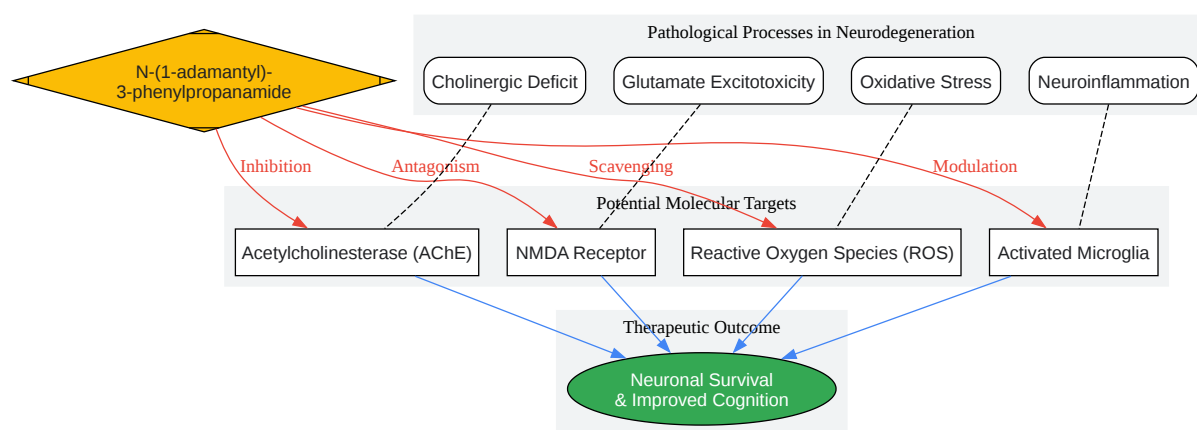 Pathological Processes in Neurodegeneration
N-(1-adamantyl)-
3-phenylpropanamide
Cholinergic Deficit
Glutamate Excitotoxicity
Oxidative Stress
Neuroinflammation
Inhibition
Antagonism
Scavenging
Modulation
Potential Molecular Targets
Acetylcholinesterase (AChE)
NMDA Receptor
Reactive Oxygen Species (ROS)
Activated Microglia
Therapeutic Outcome
Neuronal Survival
& Improved Cognition